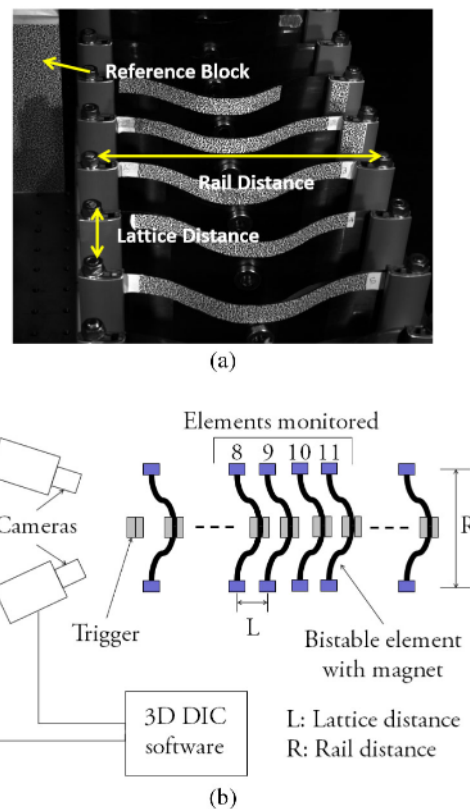 Reference Block
Rail Distance
Lattice Distance
(a)
Elements monitored
8 9 10 11
Cameras
R
Trigger
L
Bistable element
with magnet
3D DIC
software
L: Lattice distance
R: Rail distance
(b)